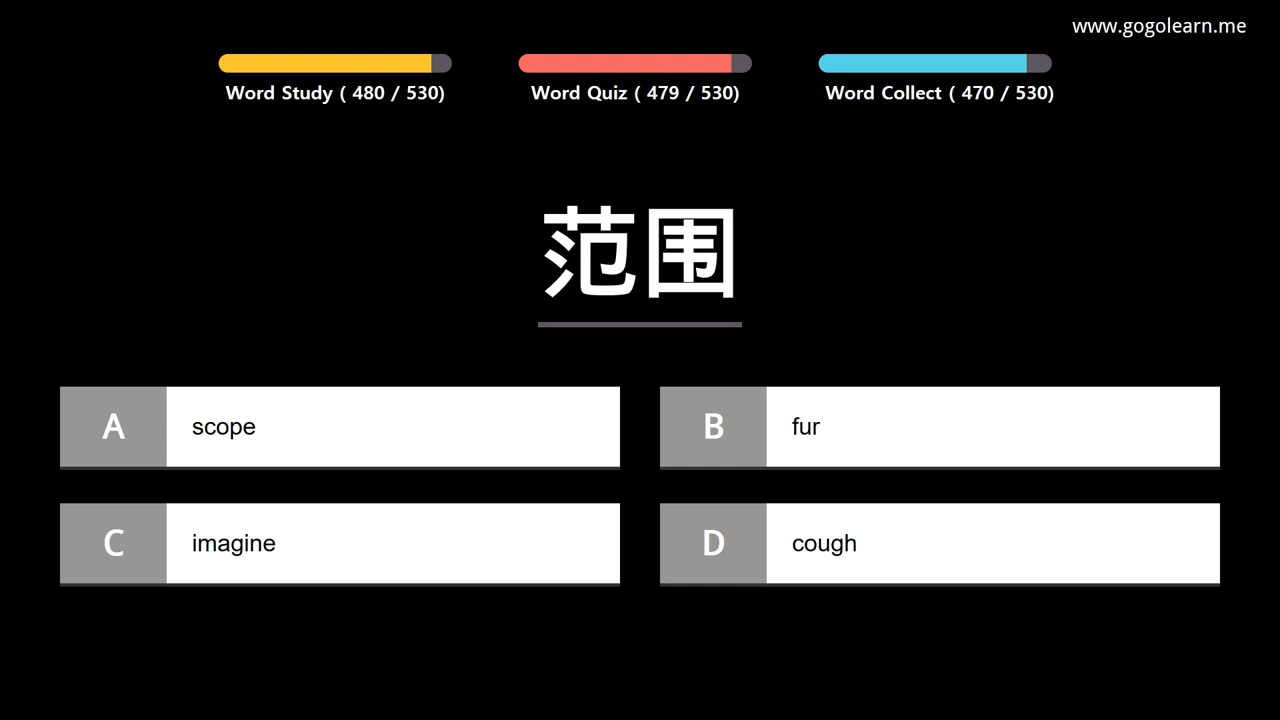 www.gogolearn.me
Word Study ( 480 / 530)
Word Quiz ( 479 / 530)
Word Collect ( 470 / 530)
范围
A scope
B fur
C imagine
D cough